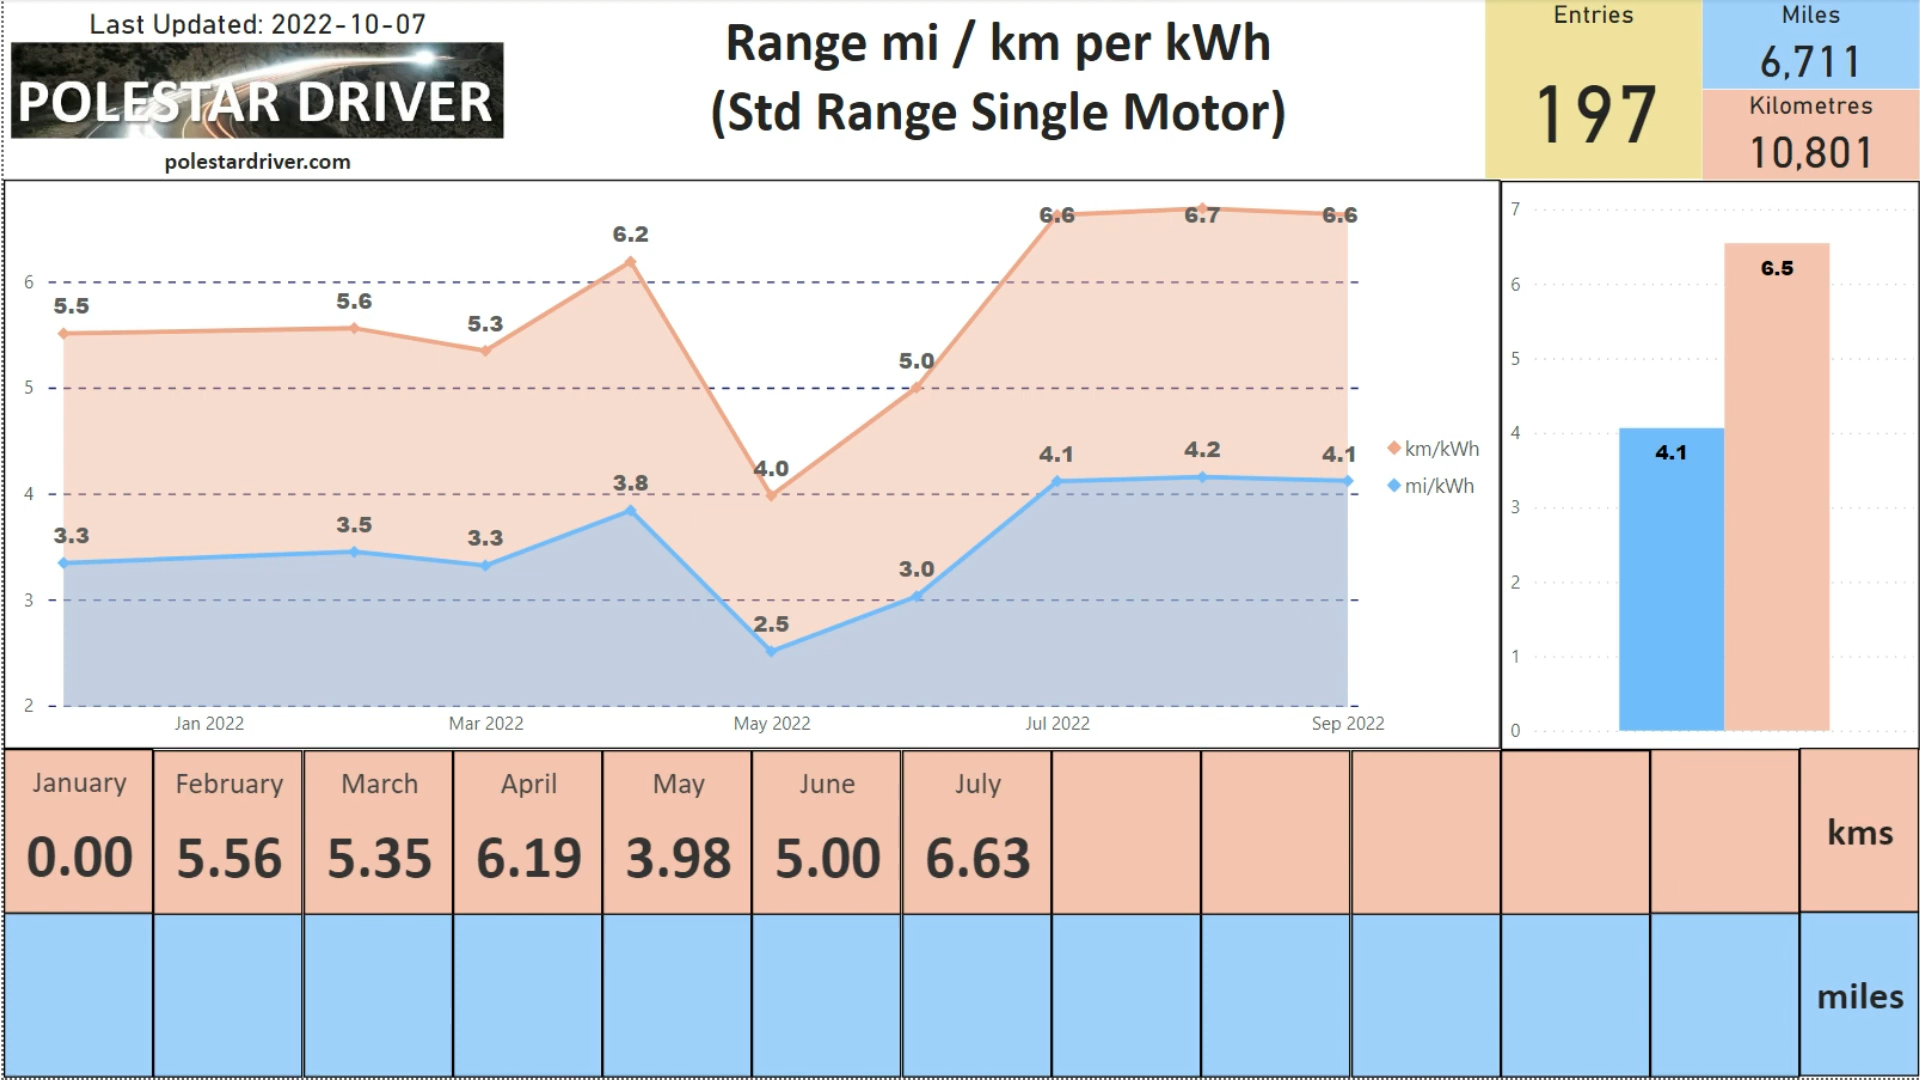 Last Updated: 2022-10-07
POLESTAR DRIVER
polestardriver.com
Range mi / km per kWh
(Std Range Single Motor)
Entries
197
Miles
6,711
Kilometres
10,801
6
5
4
3
2
5.5
5.6
5.3
6.2
4.0
5.0
6.6
6.7
6.6
3.3
3.5
3.3
3.8
2.5
3.0
4.1
4.2
4.1
Jan 2022
Mar 2022
May 2022
Jul 2022
Sep 2022
km/kWh
mi/kWh
7
6
5
4
3
2
1
0
4.1
6.5
January February March April May June July
0.00 5.56 5.35 6.19 3.98 5.00 6.63
kms
miles